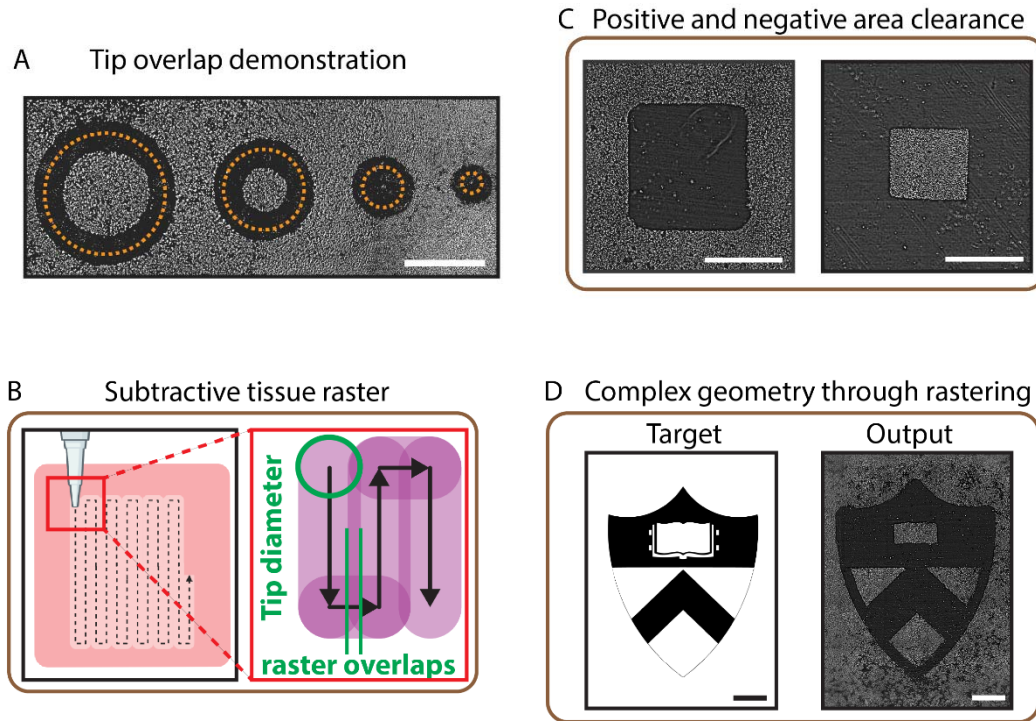 A Tip overlap demonstration
B Subtractive tissue raster
Tip diameter
raster overlaps
C Positive and negative area clearance
D Complex geometry through rastering
Target Output